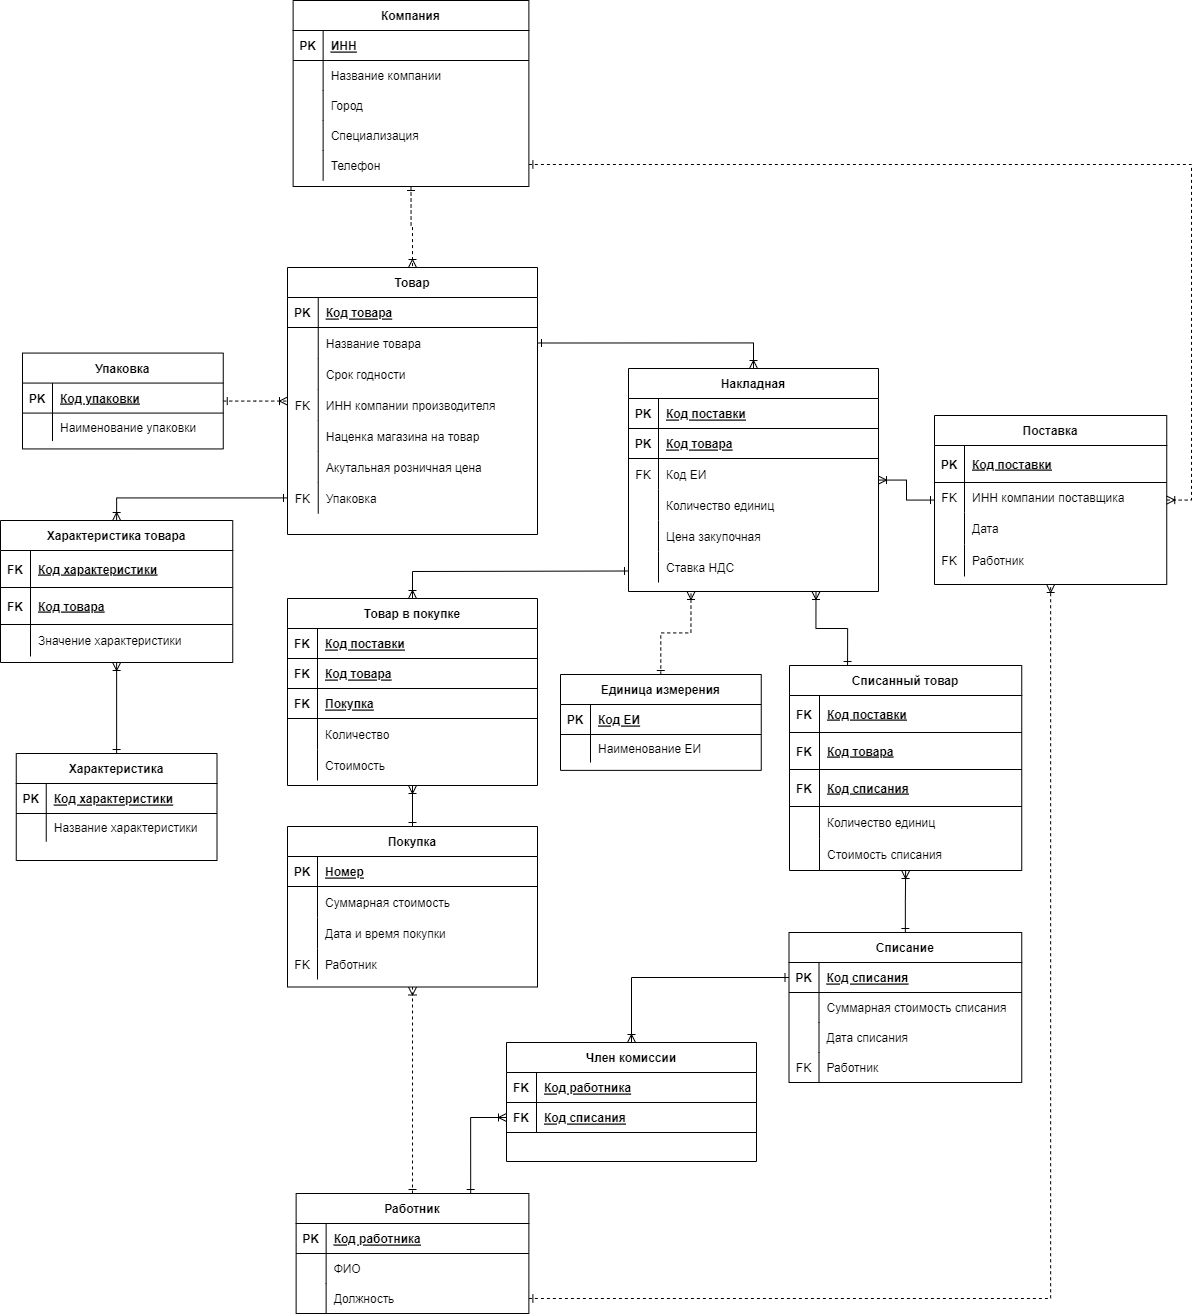 Компания
PK ИНН
Название компании
Город
Специализация
Телефон
Товар
PK Код товара
Название товара
Срок годности
FK ИНН компании производителя
Наценка магазина на товар
Акутальная розничная цена
FK Упаковка
Упаковка
PK Код упаковки
Наименование упаковки
Накладная
PK Код поставки
PK Код товара
FK Код ЕИ
Количество единиц
Цена закупочная
Ставка НДС
Поставка
PK Код поставки
FK ИНН компании поставщика
Дата
FK Работник
Характеристика товара
FK Код характеристики
FK Код товара
Значение характеристики
Товар в покупке
FK Код поставки
FK Код товара
FK Покупка
Количество
Стоимость
Единица измерения
PK Код ЕИ
Наименование ЕИ
Списанный товар
FK Код поставки
FK Код товара
FK Код списания
Количество единиц
Стоимость списания
Характеристика
PK Код характеристики
Название характеристики
Покупка
PK Номер
Суммарная стоимость
Дата и время покупки
FK Работник
Списание
PK Код списания
Суммарная стоимость списания
Дата списания
FK Работник
Член комиссии
FK Код работника
FK Код списания
Работник
PK Код работника
ФИО
Должность